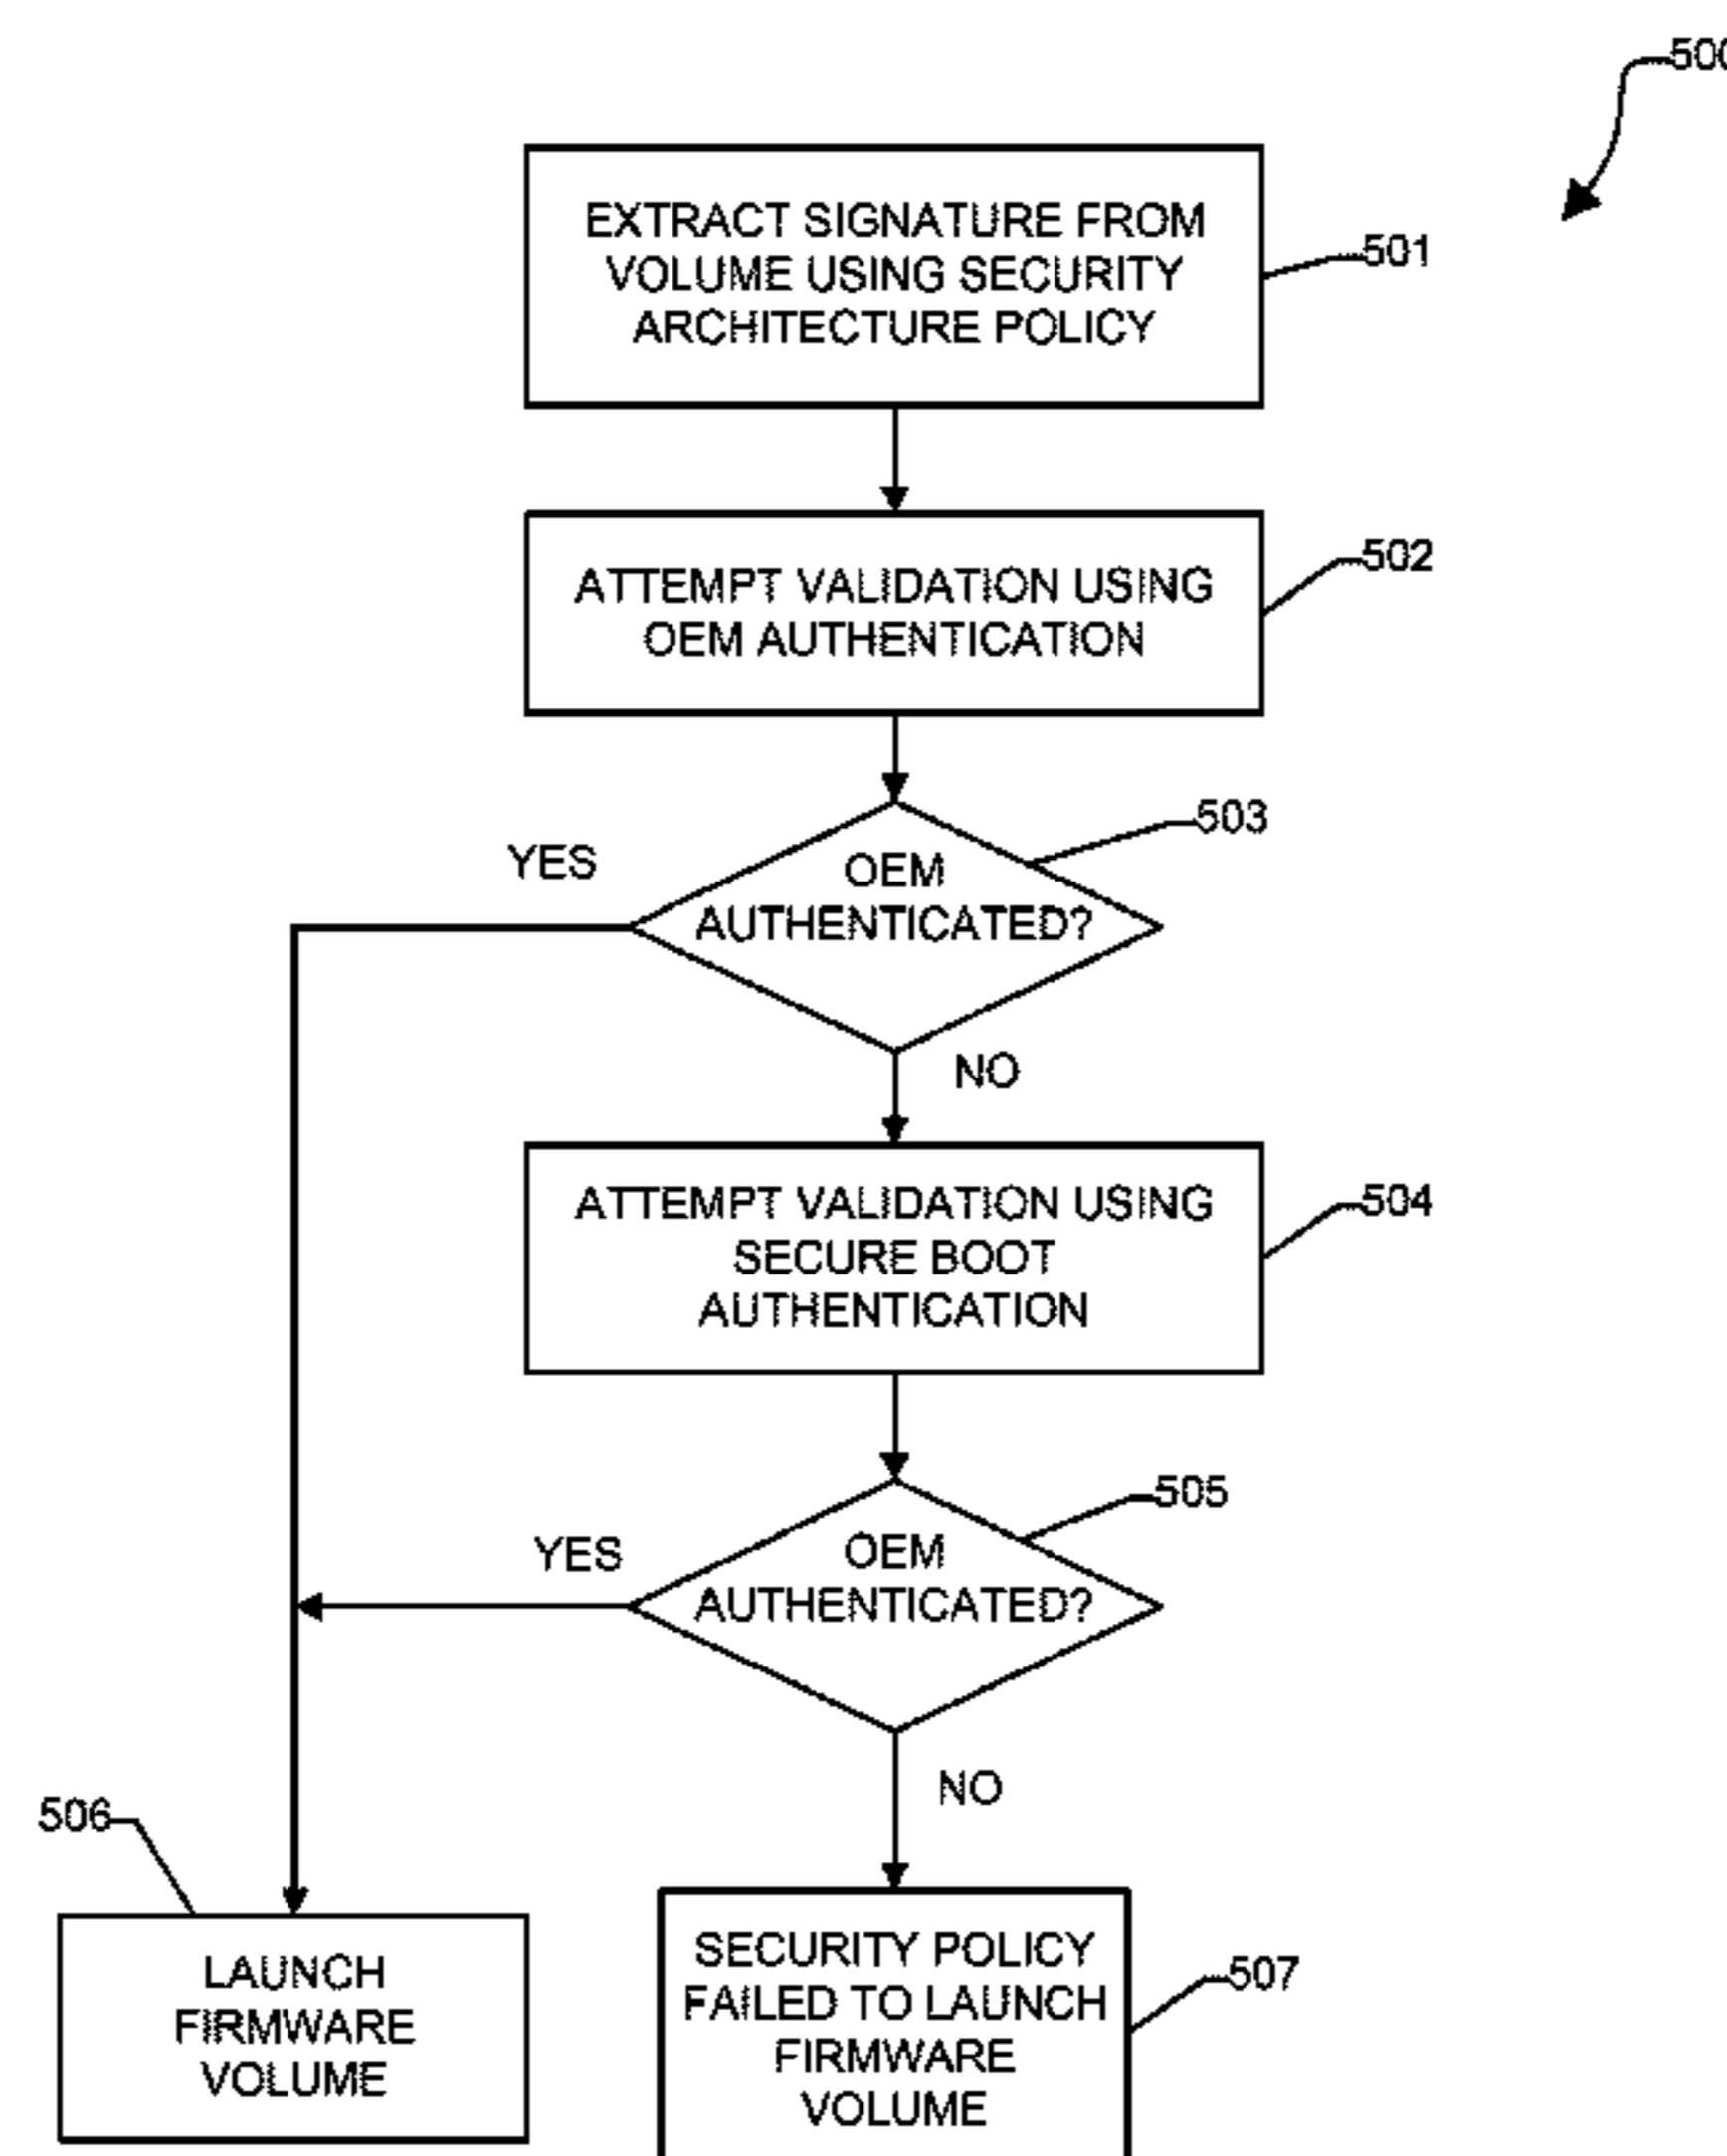 500
EXTRACT SIGNATURE FROM
VOLUME USING SECURITY
ARCHITECTURE POLICY
501
ATTEMPT VALIDATION USING
OEM AUTHENTICATION
502
503
YES
OEM
AUTHENTICATED?
NO
ATTEMPT VALIDATION USING
SECURE BOOT
AUTHENTICATION
504
505
YES
OEM
AUTHENTICATED?
NO
506
LAUNCH
FIRMWARE
VOLUME
SECURITY POLICY
FAILED TO LAUNCH
FIRMWARE
VOLUME
507